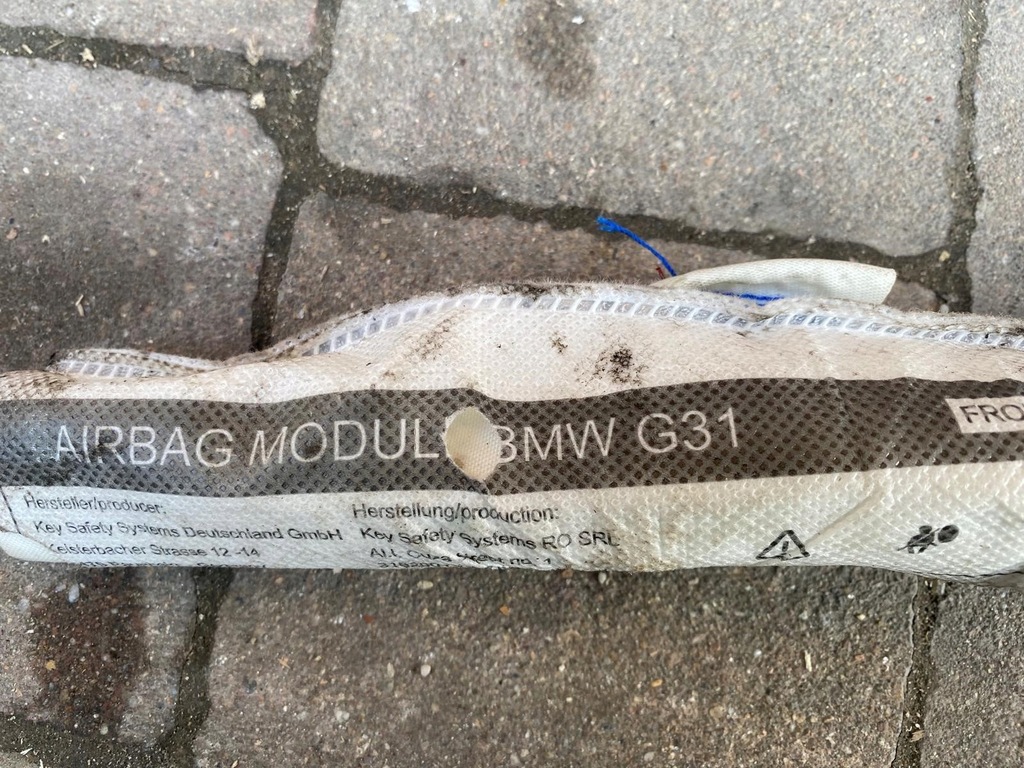 AIRBAG MODULE BMW G31
FRO
Hersteller/producer:
Key Safety Systems Deutschland GmbH
Kelsterbacher Strasse 12 -14
Herstellung/production:
Key Safety Systems RO SRL